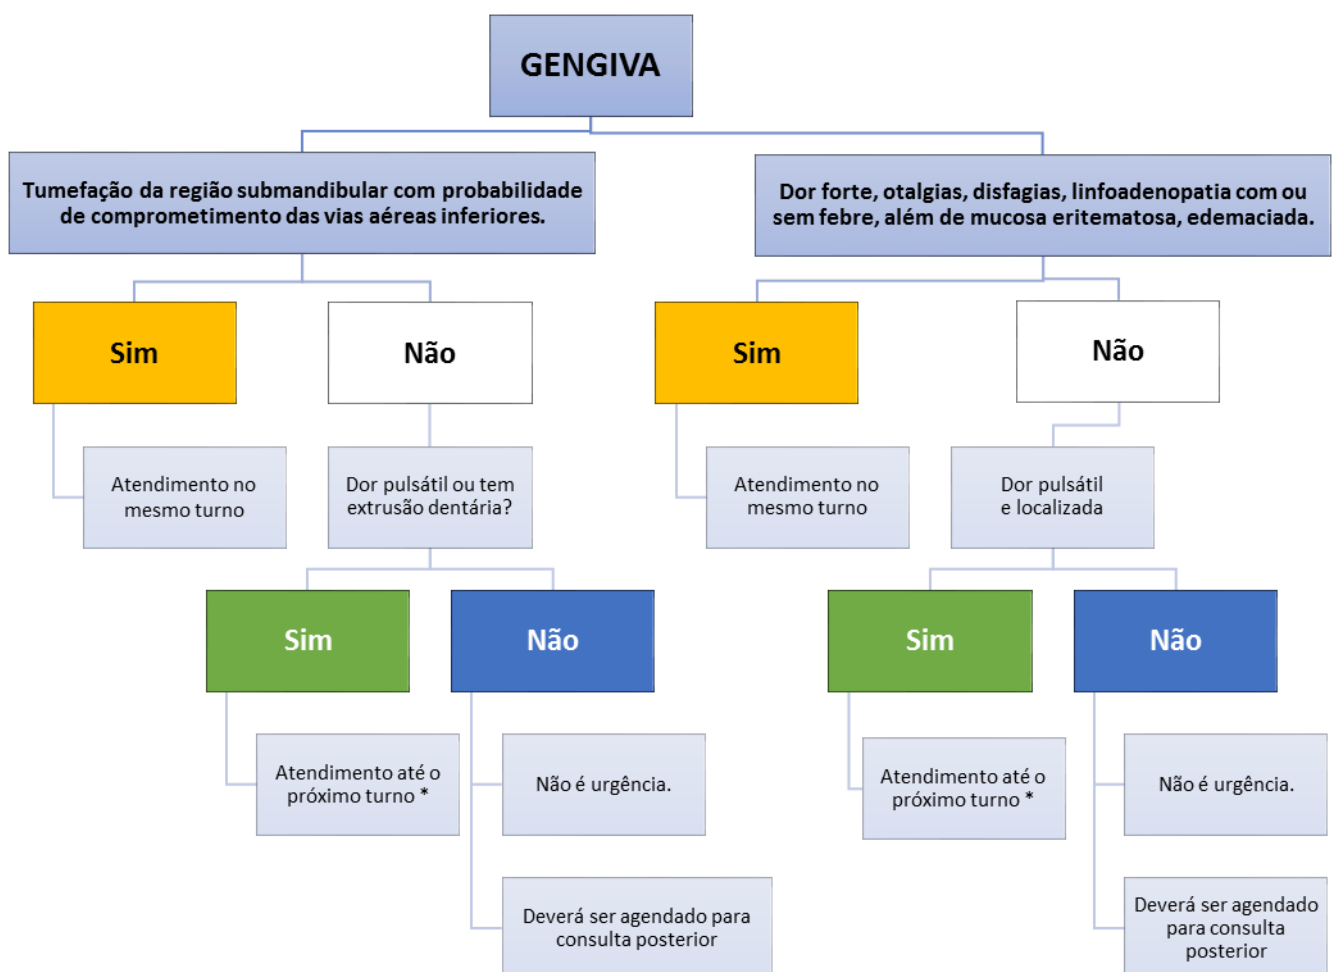 GENGIVA
Tumefação da região submandibular com probabilidade
de comprometimento das vias aéreas inferiores.
Dor forte, otalgias, disfagias, linfoadenopatia com ou
sem febre, além de mucosa eritematosa, edemaciada.
Sim
Não
Sim
Não
Atendimento no
mesmo turno
Dor pulsátil ou tem
extrusão dentária?
Atendimento no
mesmo turno
Dor pulsátil
e localizada
Sim
Não
Sim
Não
Atendimento até o
próximo turno *
Não é urgência.
Atendimento até o
próximo turno *
Não é urgência.
Deverá ser agendado para
consulta posterior
Deverá ser agendado
para consulta
posterior